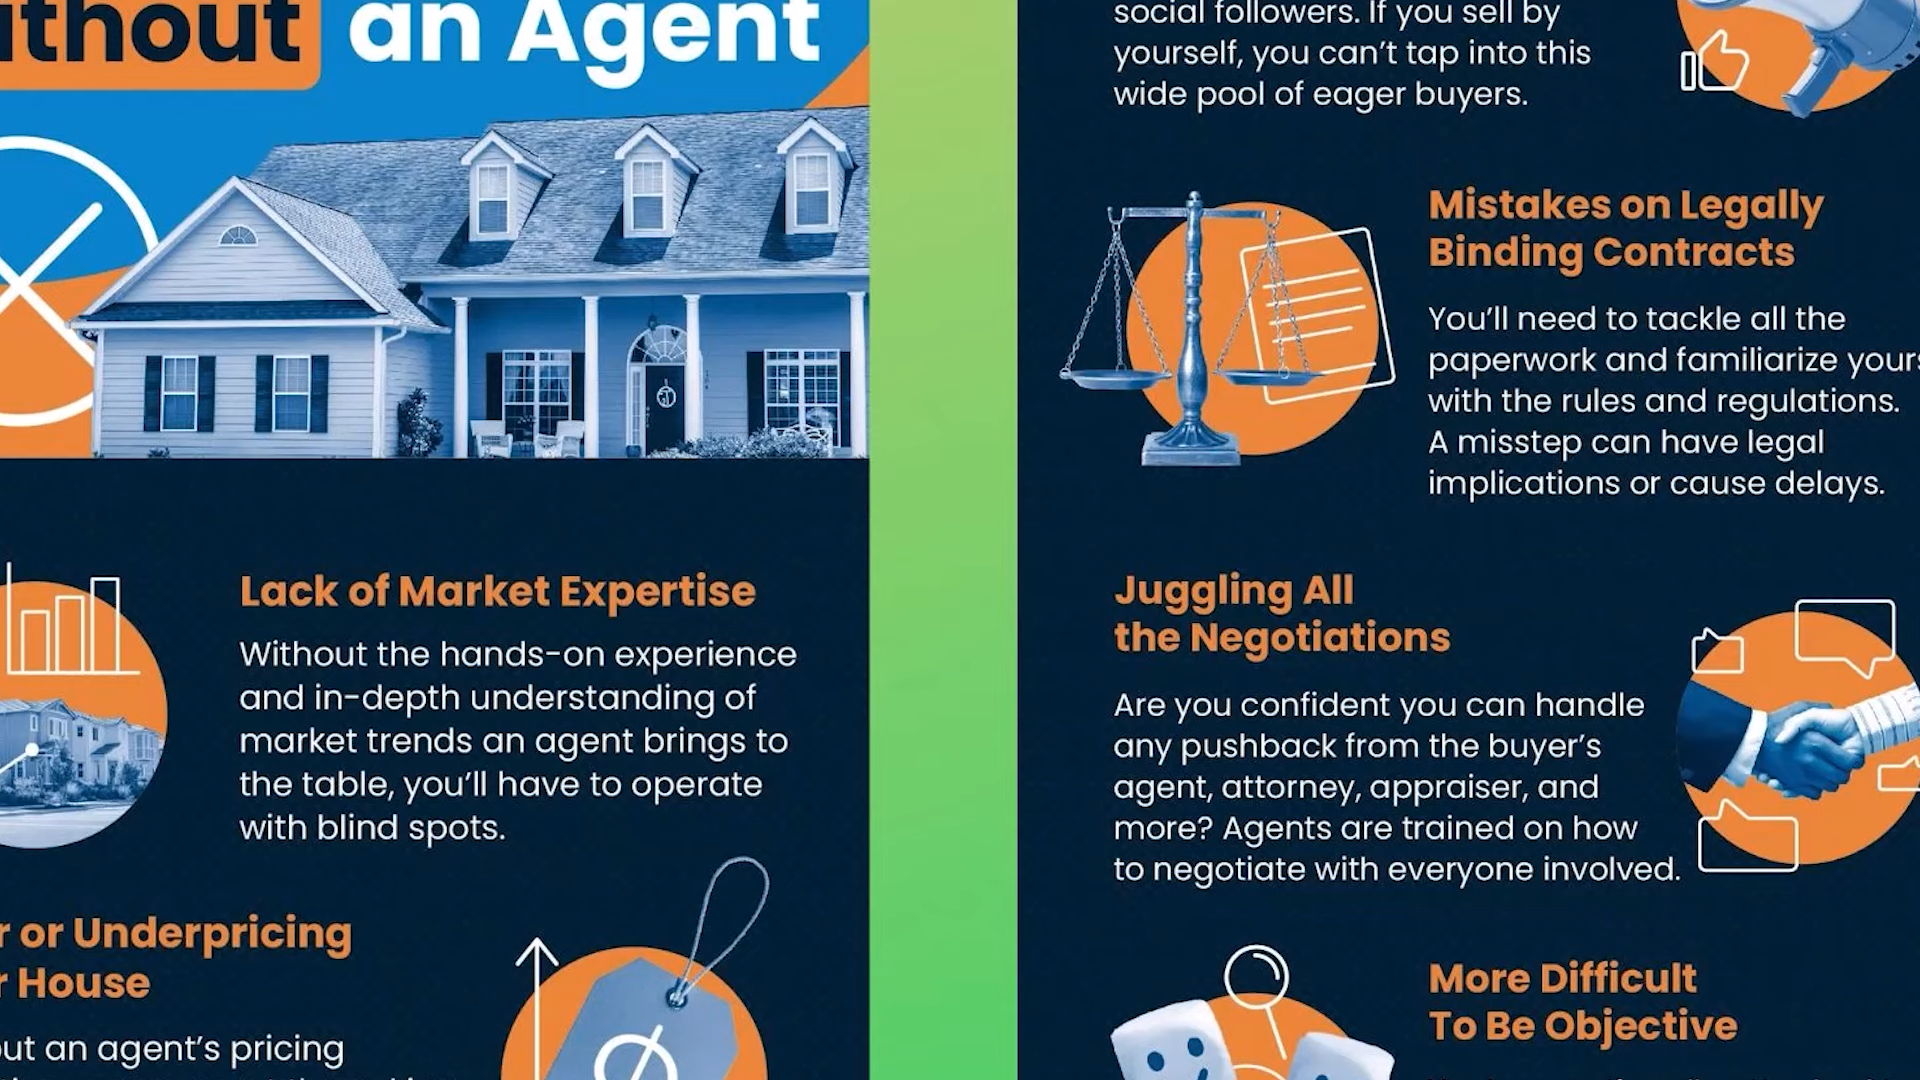 an Agent
Lack of Market Expertise
Without the hands-on experience
and in-depth understanding of
market trends an agent brings to
the table, you'll have to operate
with blind spots.
or Underpricing
House
an agent's pricing
social followers. If you sell by
yourself, you can't tap into this
wide pool of eager buyers.
Mistakes on Legally
Binding Contracts
You'll need to tackle all the
paperwork and familiarize
with the rules and regulations.
A misstep can have legal
implications or cause delays.
Juggling All
the Negotiations
Are you confident you can handle
any pushback from the buyer's
agent, attorney, appraiser, and
more? Agents are trained on how
to negotiate with everyone involved.
More Difficult
To Be Objective